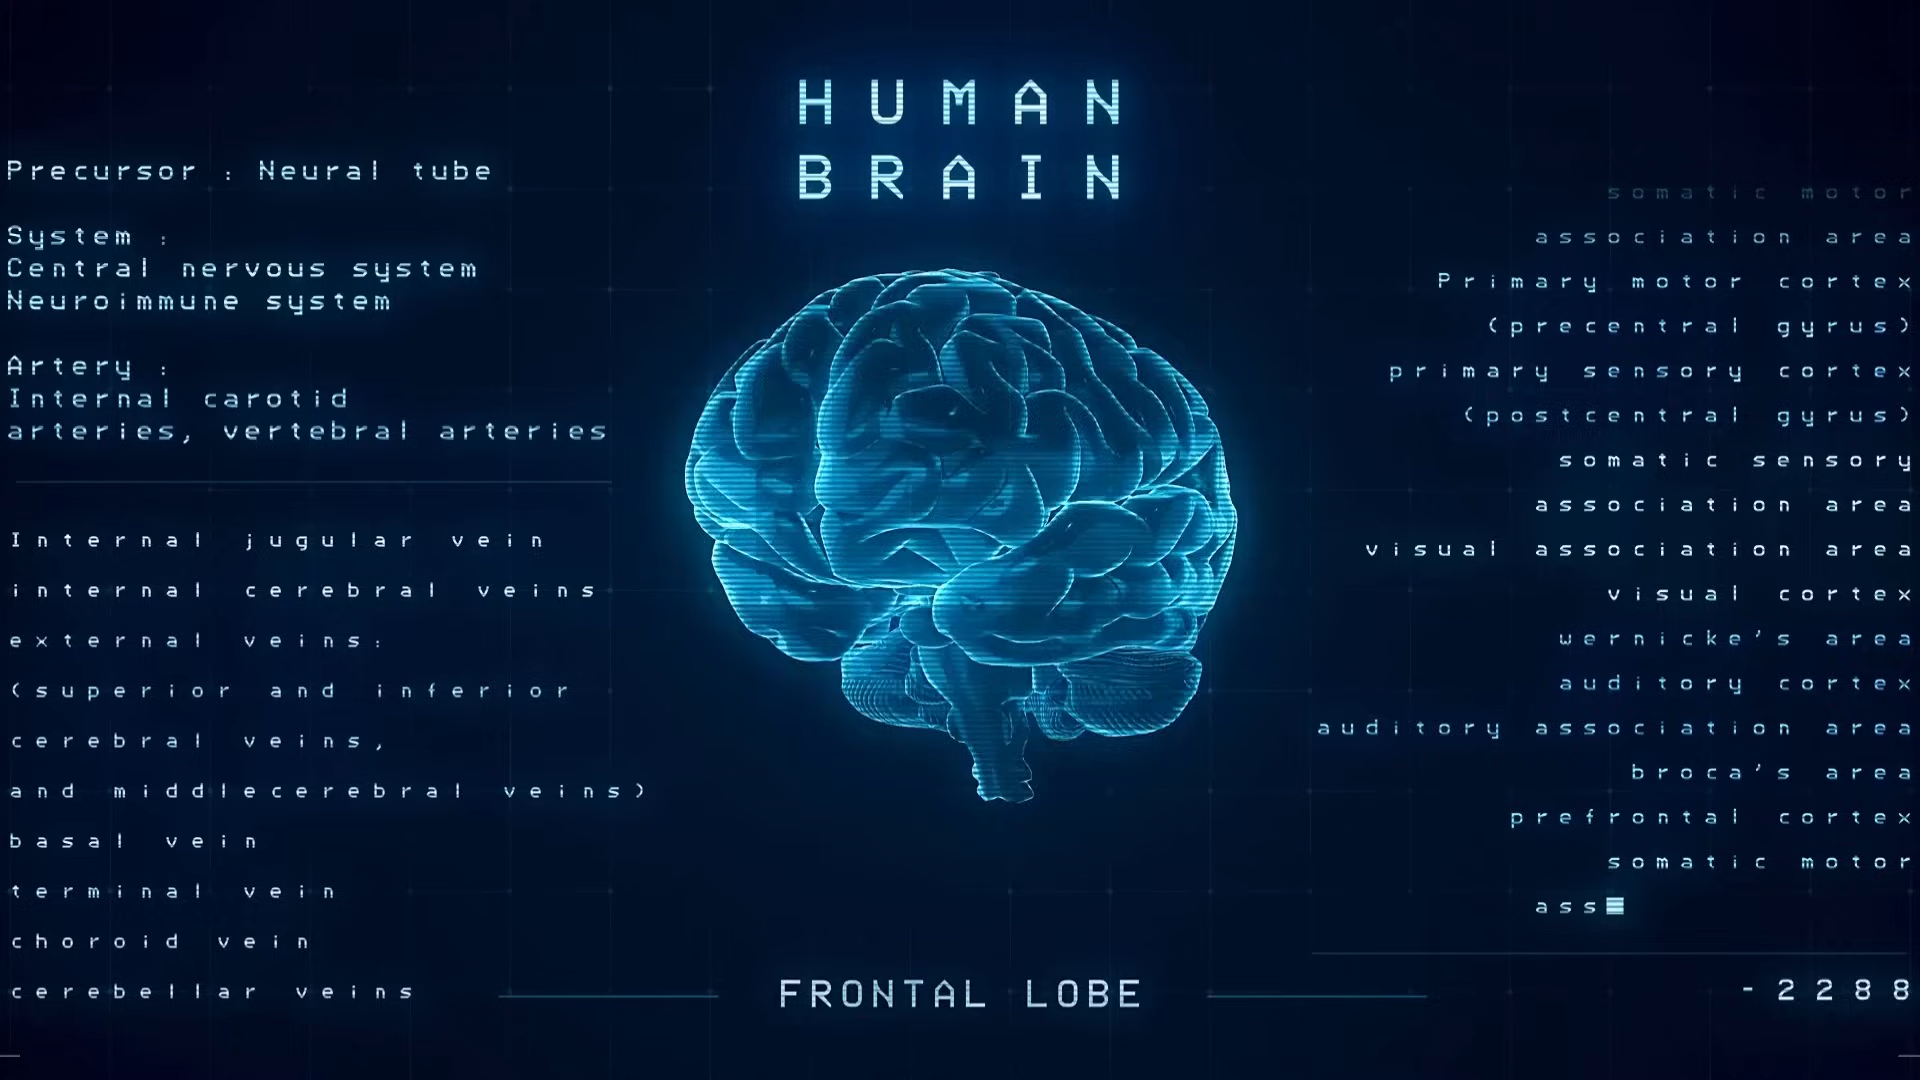 HUMAN
BRAIN
Precursor : Neural tube
System :
Central nervous system
Neuroimmune system
Artery :
Internal carotid
arteries, vertebral arteries
Internal jugular vein
internal cerebral veins
external veins:
(superior and inferior
cerebral veins,
and middlecerebral veins)
basal vein
terminal vein
choroid vein
cerebellar veins
somatic motor
association area
Primary motor cortex
(precentral gyrus)
primary sensory cortex
(postcentral gyrus)
somatic sensory
association area
visual association area
visual cortex
wernicke's area
auditory cortex
auditory association area
broca's area
prefrontal cortex
somatic motor
ass
FRONTAL LOBE
-2288